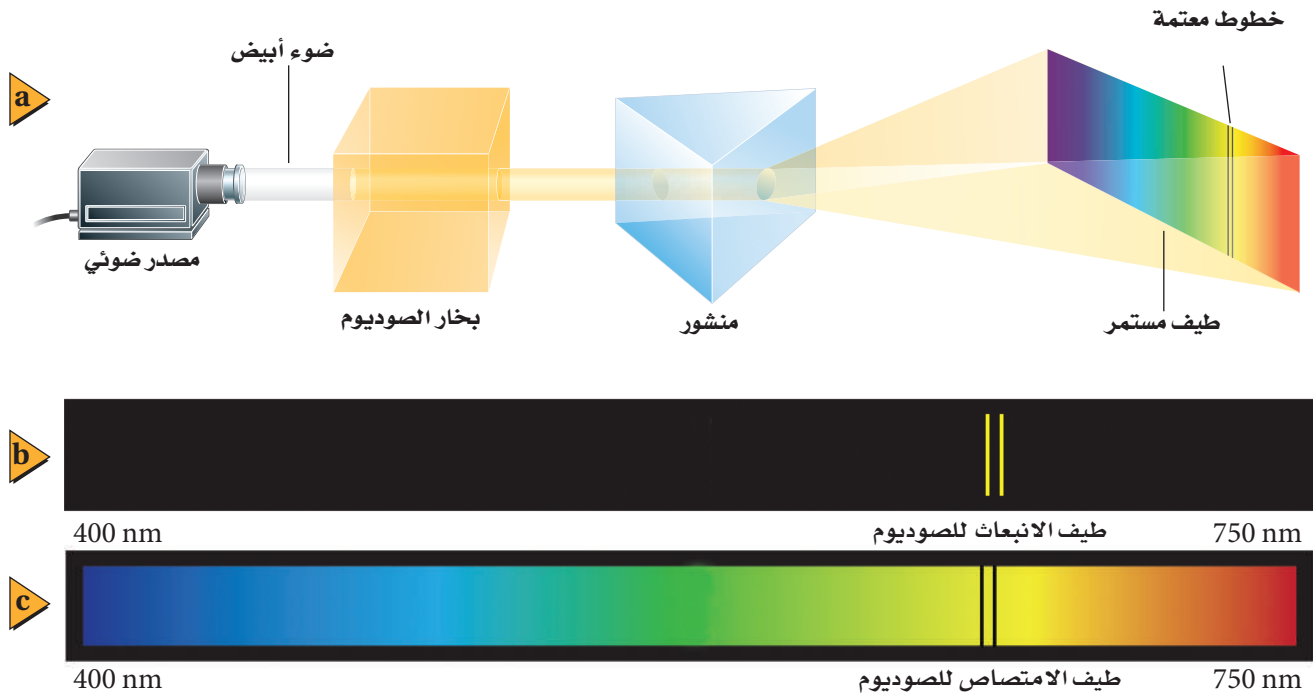 a
ضوء أبيض
خطوط معتمة
مصدر ضوئي
بخار الصوديوم
منشور
طيف مستمر
b
400 nm
طيف الانبعاث للصوديوم
750 nm
c
400 nm
طيف الامتصاص للصوديوم
750 nm